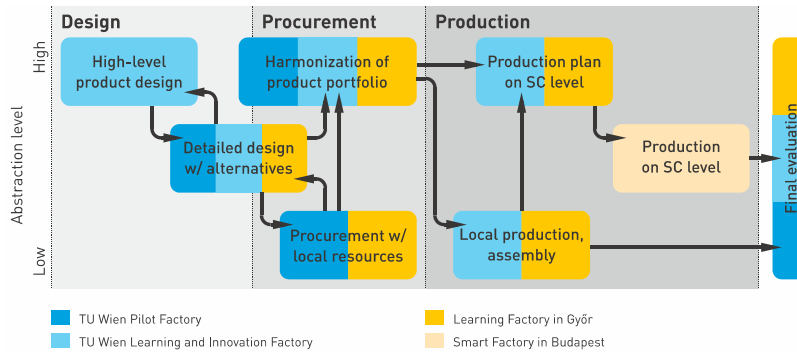 Design
Procurement
Production
Abstraction level
High
Low
High-level
product design
Harmonization of
product portfolio
Production plan
on SC level
Detailed design
w/ alternatives
Production
on SC level
Procurement w/
local resources
Local production,
assembly
Final evaluation
TU Wien Pilot Factory
TU Wien Learning and Innovation Factory
Learning Factory in Győr
Smart Factory in Budapest